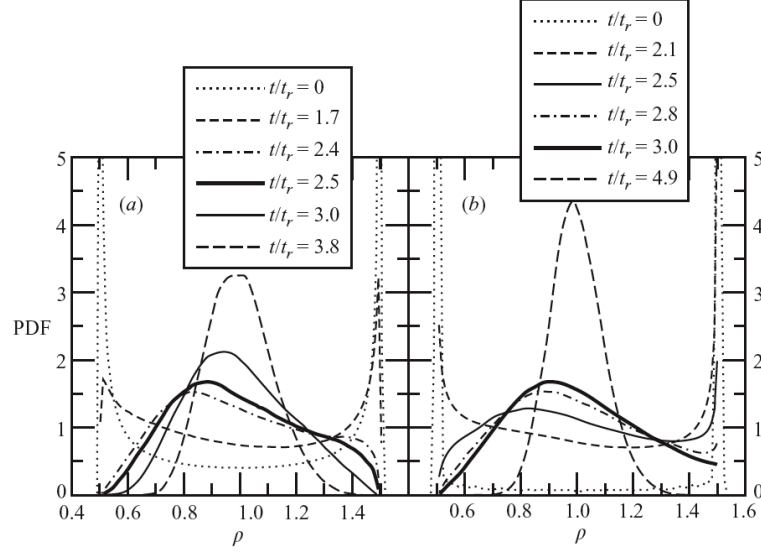 t/t_r = 0
t/t_r = 1.7
t/t_r = 2.4
t/t_r = 2.5
t/t_r = 3.0
t/t_r = 3.8
t/t_r = 0
t/t_r = 2.1
t/t_r = 2.5
t/t_r = 2.8
t/t_r = 3.0
t/t_r = 4.9
5 (a) (b) 5
4 4
3 3
PDF
2 2
1 1
0 0
0.4 0.6 0.8 1.0 1.2 1.4 0.6 0.8 1.0 1.2 1.4 1.6
ρ ρ